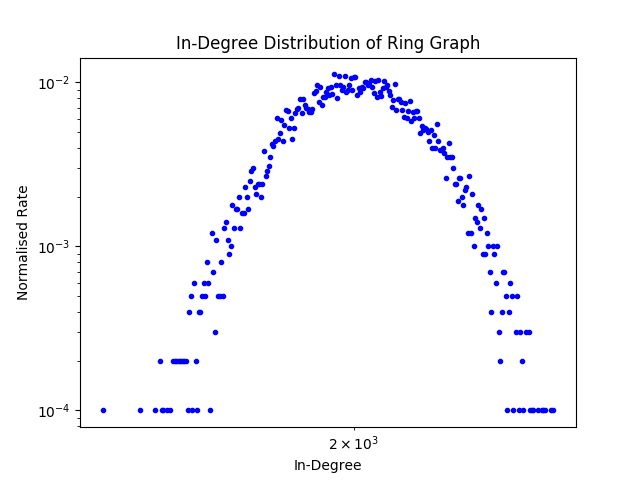 In-Degree Distribution of Ring Graph
10⁻²
10⁻³
10⁻⁴
Normalised Rate
2 × 10³
In-Degree